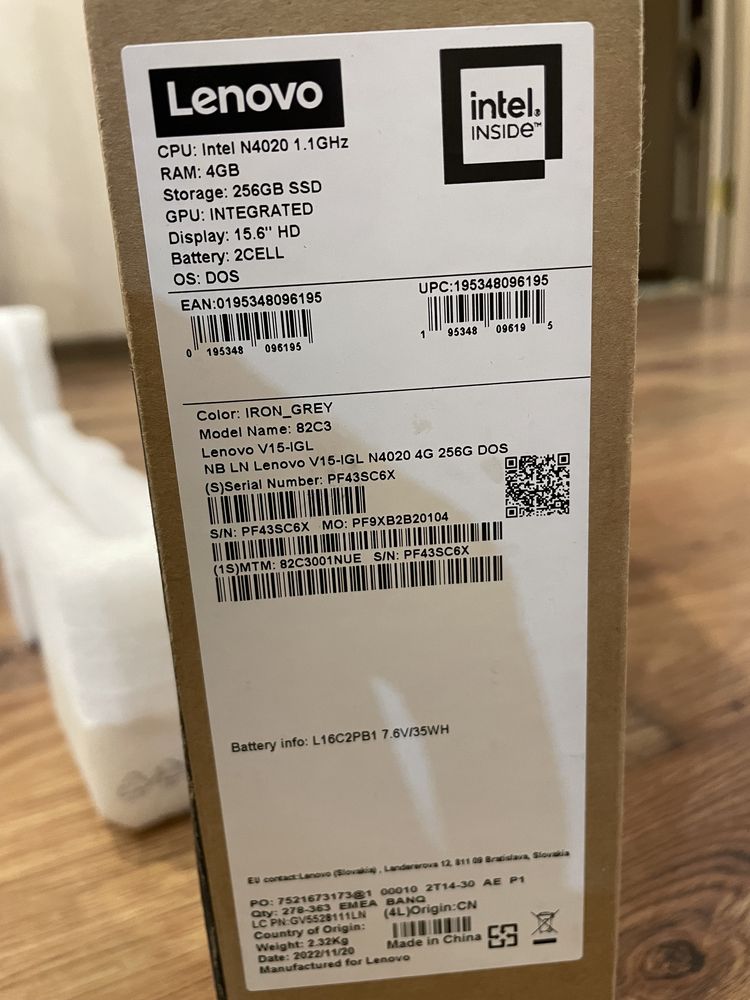 Lenovo
intel.
INSIDE™
CPU: Intel N4020 1.1GHz
RAM: 4GB
Storage: 256GB SSD
GPU: INTEGRATED
Display: 15.6" HD
Battery: 2CELL
OS: DOS
EAN:0195348096195
0 195348 096195
UPC:195348096195
1 95348 09619 5
Color: IRON_GREY
Model Name: 82C3
Lenovo V15-IGL
NB LN Lenovo V15-IGL N4020 4G 256G DOS
(S)Serial Number: PF43SC6X
S/N: PF43SC6X MO: PF9XB2B20104
(1S)MTM: 82C3001NUE S/N: PF43SC6X
Battery info: L16C2PB1 7.6V/35WH
EU contact:Lenovo (Slovakia) , Landererova 12, 811 09 Bratislava, Slovakia
PO: 7521673173@1 00010 2T14-30 AE P1
Qty: 278-363 EMEA BANQ
LC PN:GV5528111LN (4L)Origin:CN
Country of Origin:
Weight: 2.32Kg Made in China
Date: 2022/11/20
Manufactured for Lenovo